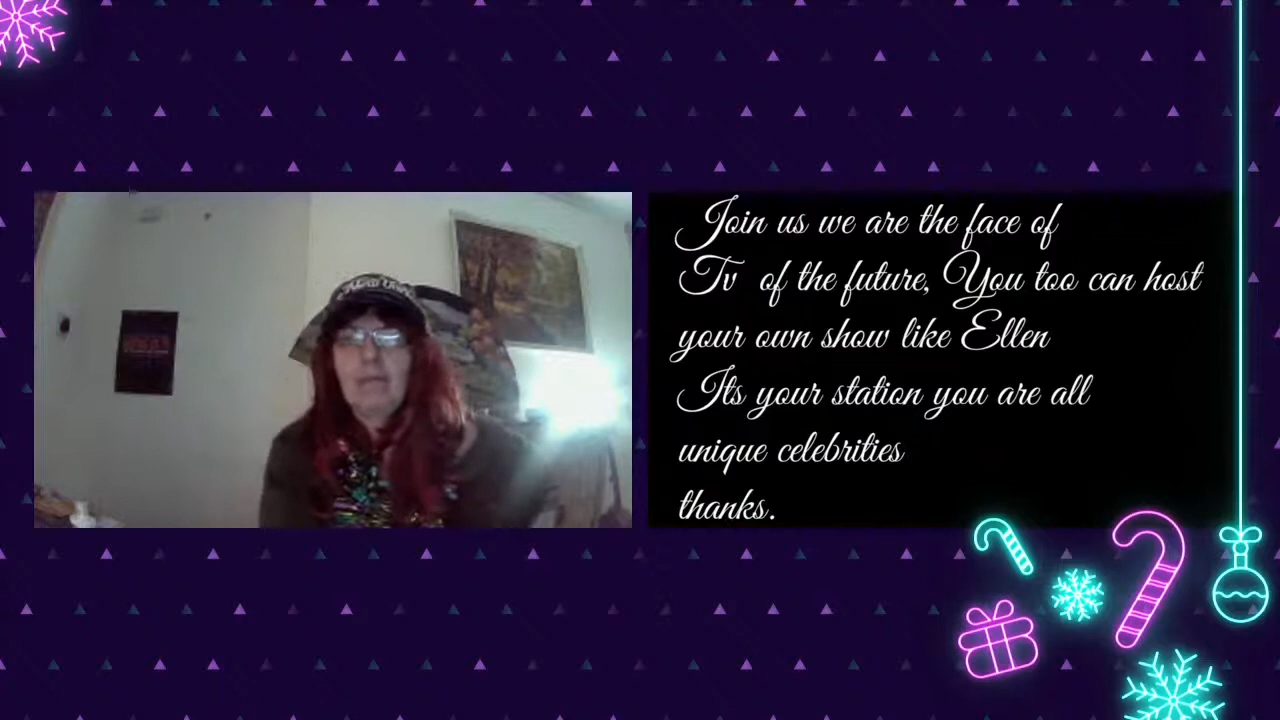 Join us we are the face of
Tv of the future, You too can host
your own show like Ellen
Its your station you are all
unique celebrities
thanks.